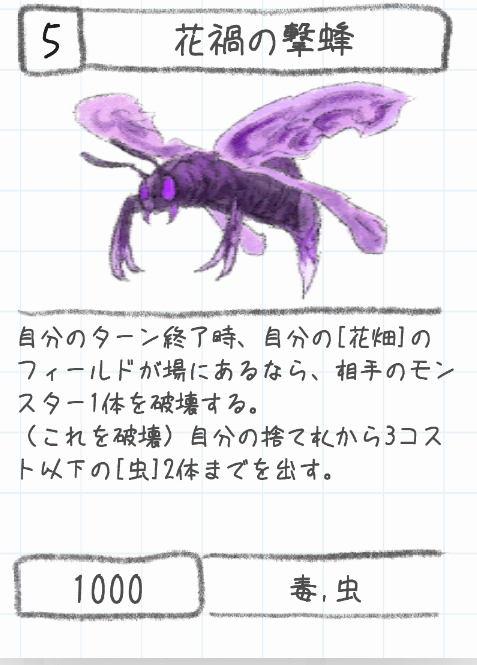 5
花禍の撃蜂
自分のターン終了時、自分の[花畑]の
フィールドが場にあるなら、相手のモン
スター1体を破壊する。
（これを破壊）自分の捨て札から3コス
ト以下の[虫]2体までを出す。
1000
毒,虫